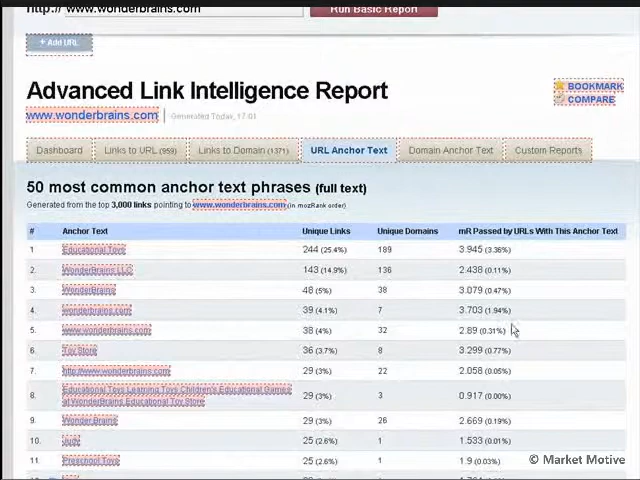 http:// www.wonderbrains.com Run Basic Report
+ Add URL
Advanced Link Intelligence Report
BOOKMARK
www.wonderbrains.com Generated Today, 17:01
COMPARE
Dashboard Links to URL (959) Links to Domain (1371) URL Anchor Text Domain Anchor Text Custom Reports
50 most common anchor text phrases (full text)
Generated from the top 3,000 links pointing to www.wonderbrains.com (in mozRank order)
# Anchor Text Unique Links Unique Domains mR Passed by URLs With This Anchor Text
1 Educational Toys 244 (25.4%) 189 3.945 (3.36%)
2. WonderBrains LLC 143 (14.9%) 136 2.438 (0.11%)
3. WonderBrains 48 (5%) 38 3.079 (0.47%)
4. wonderbrains.com 39 (4.1%) 7 3.703 (1.94%)
5. www.wonderbrains.com 38 (4%) 32 2.89 (0.31%)
6. Toy Store 36 (3.7%) 8 3.299 (0.77%)
7. http://www.wonderbrains.com 29 (3%) 22 2.058 (0.05%)
8. Educational Toys Learning Toys Children's Educational Games
at WonderBrains Educational Toy Store 29 (3%) 3 0.917 (0.00%)
9. Wonder Brains 29 (3%) 26 2.669 (0.19%)
10. 25 (2.6%) 1 1.533 (0.01%)
11. Preschool Toys 25 (2.6%) 1 1.9 (0.03%)
© Market Motive